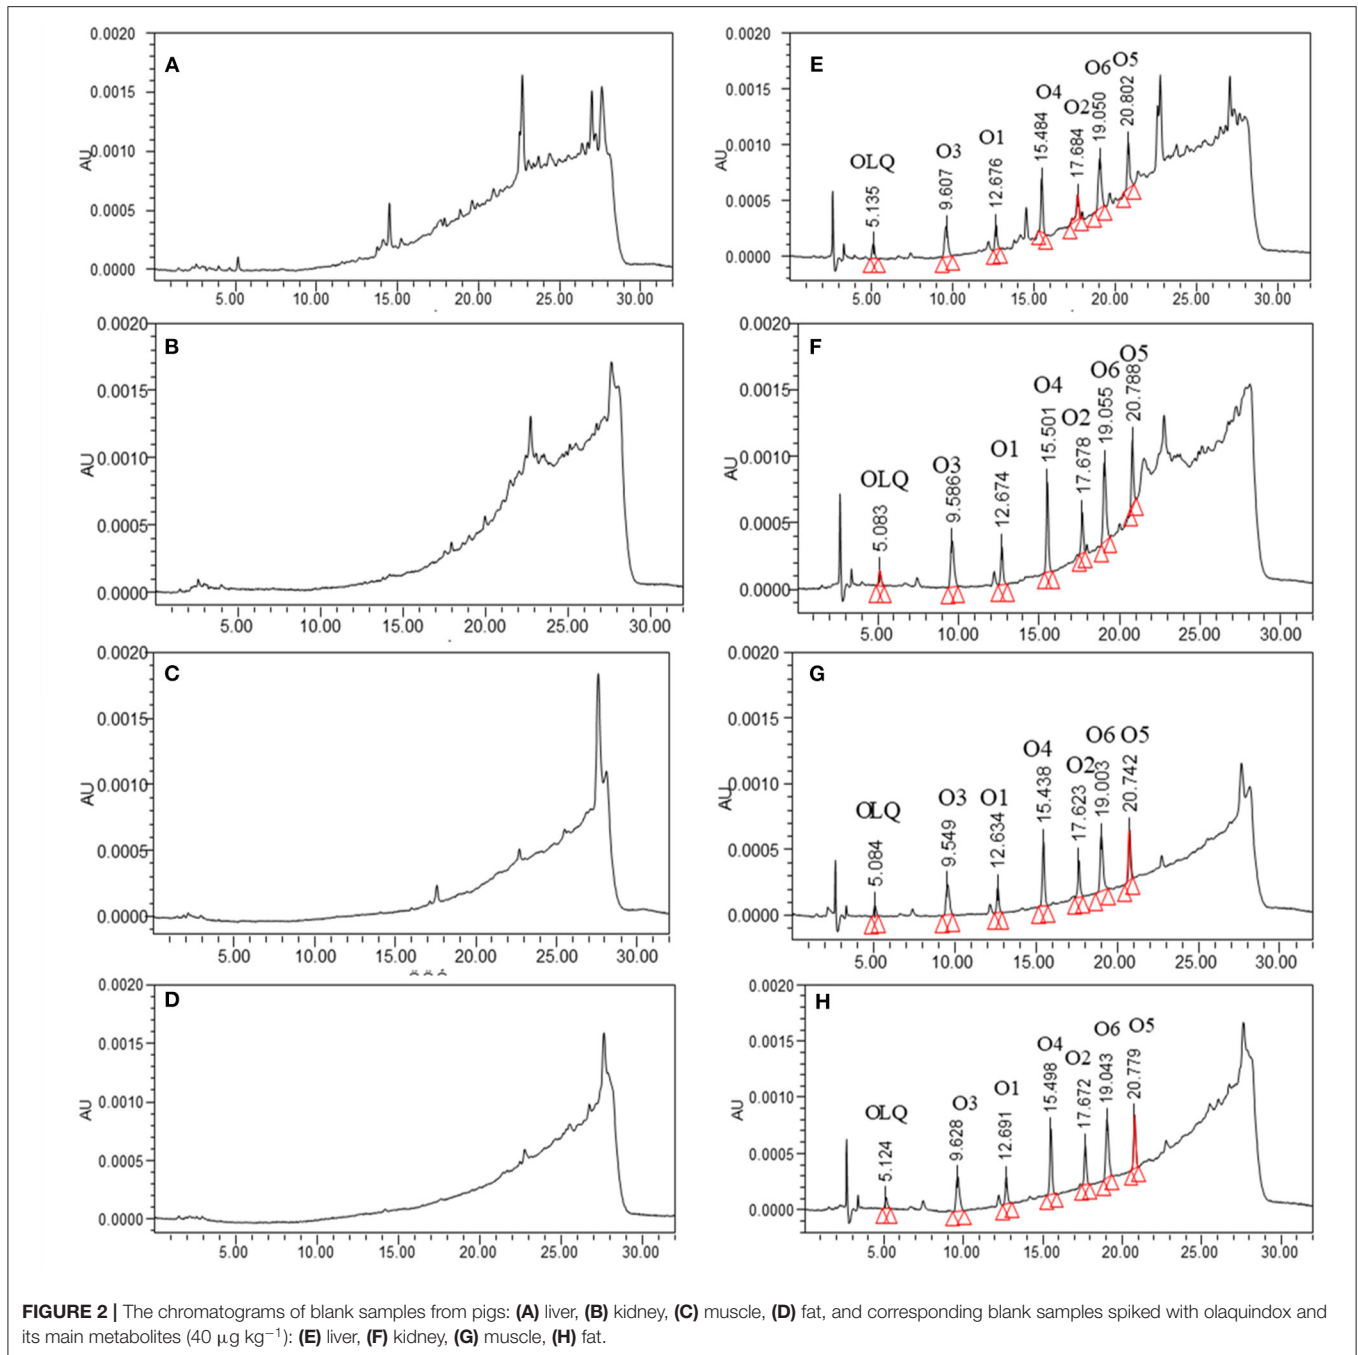 A
AU
0.0020
0.0015
0.0010
0.0005
0.0000
5.00 10.00 15.00 20.00 25.00 30.00
E
AU
0.0020
0.0015
0.0010
0.0005
0.0000
OLQ O3 O1 O4 O2 O6 O5
5.135 9.607 12.676 15.484 17.684 19.050 20.802
5.00 10.00 15.00 20.00 25.00 30.00
B
AU
0.0020
0.0015
0.0010
0.0005
0.0000
5.00 10.00 15.00 20.00 25.00 30.00
F
AU
0.0020
0.0015
0.0010
0.0005
0.0000
OLQ O3 O1 O4 O2 O6 O5
5.083 9.586 12.674 15.501 17.678 19.055 20.788
5.00 10.00 15.00 20.00 25.00 30.00
C
AU
0.0020
0.0015
0.0010
0.0005
0.0000
5.00 10.00 15.00 20.00 25.00 30.00
G
AU
0.0020
0.0015
0.0010
0.0005
0.0000
OLQ O3 O1 O4 O2 O6 O5
5.084 9.549 12.634 15.438 17.623 19.003 20.742
5.00 10.00 15.00 20.00 25.00 30.00
D
AU
0.0020
0.0015
0.0010
0.0005
0.0000
5.00 10.00 15.00 20.00 25.00 30.00
H
AU
0.0020
0.0015
0.0010
0.0005
0.0000
OLQ O3 O1 O4 O2 O6 O5
5.124 9.628 12.691 15.498 17.672 19.043 20.779
5.00 10.00 15.00 20.00 25.00 30.00
FIGURE 2 | The chromatograms of blank samples from pigs: (A) liver, (B) kidney, (C) muscle, (D) fat, and corresponding blank samples spiked with olaquindox and
its main metabolites (40 μg kg⁻¹): (E) liver, (F) kidney, (G) muscle, (H) fat.